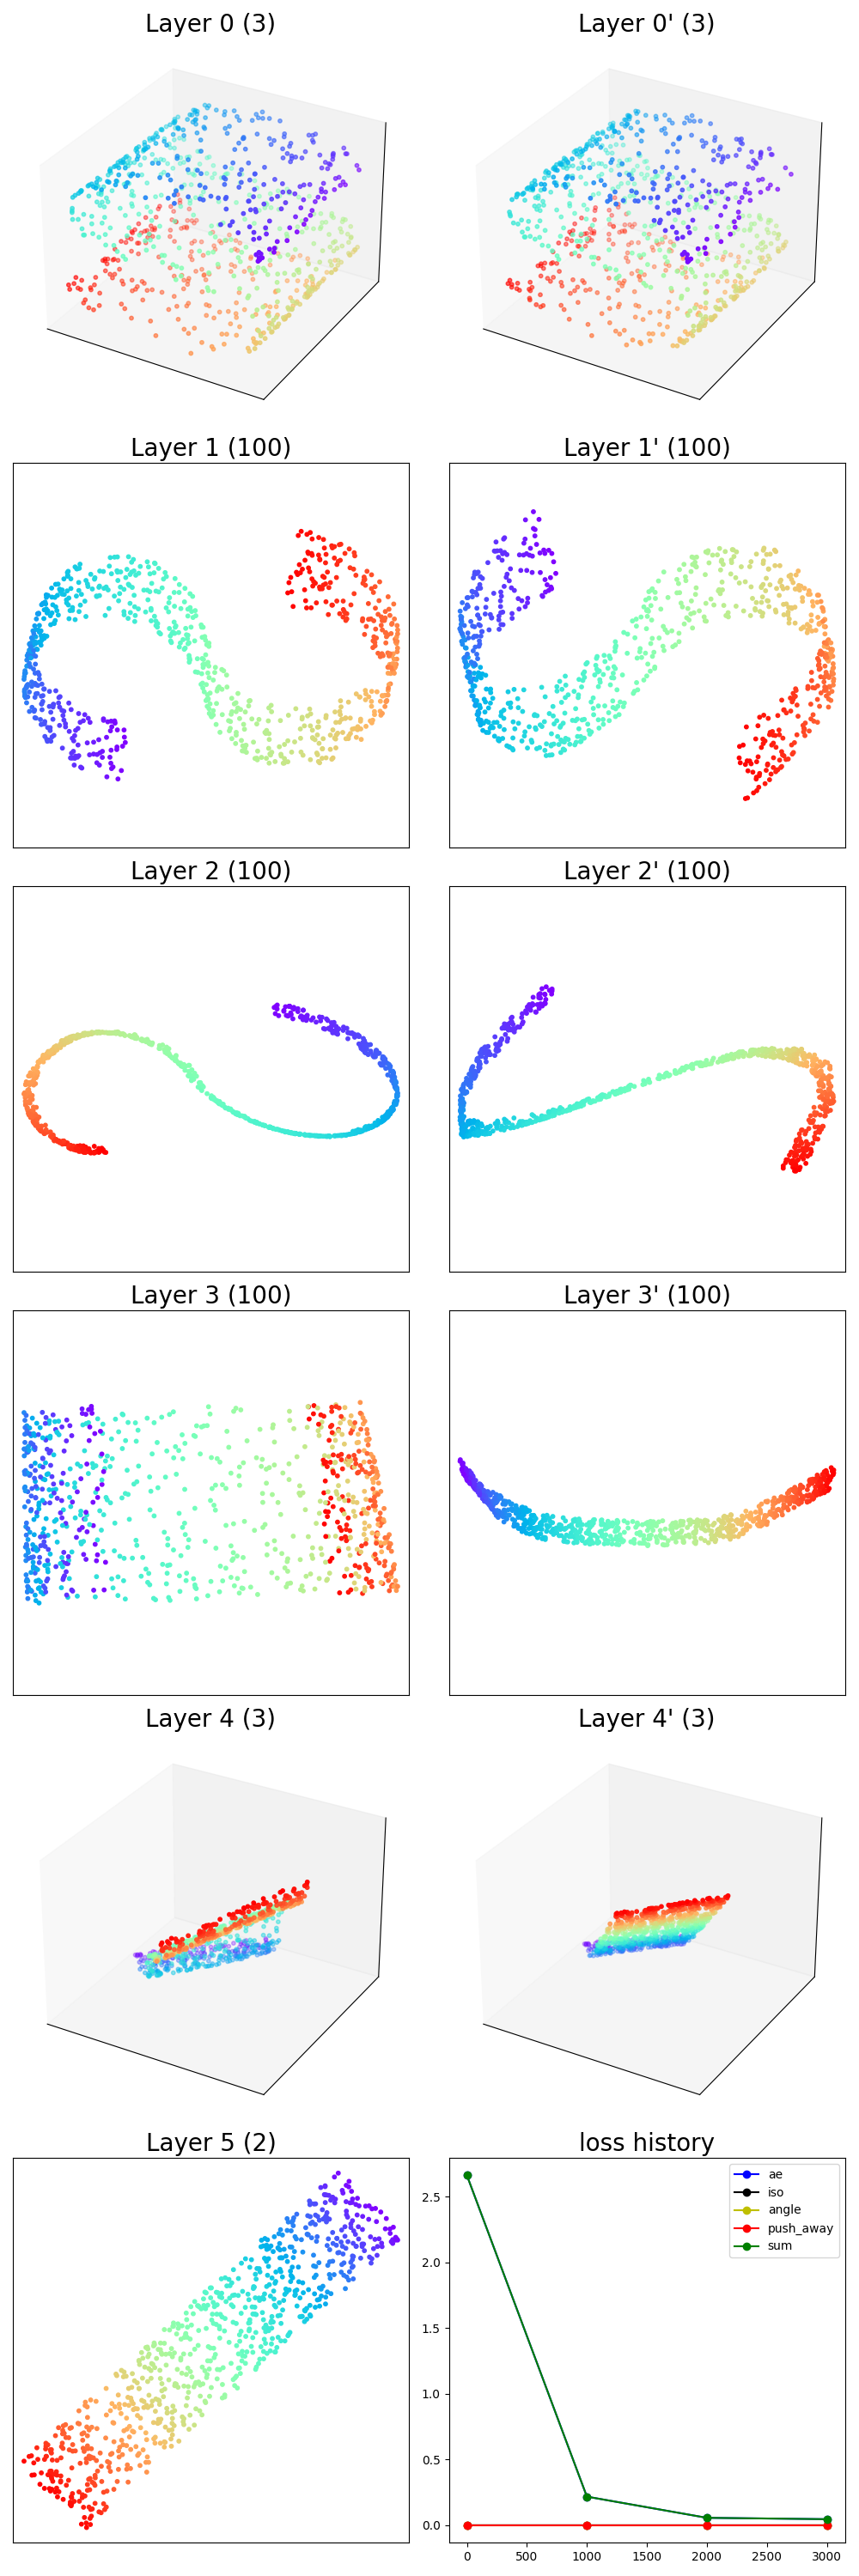 Layer 0 (3)
Layer 0' (3)
Layer 1 (100)
Layer 1' (100)
Layer 2 (100)
Layer 2' (100)
Layer 3 (100)
Layer 3' (100)
Layer 4 (3)
Layer 4' (3)
Layer 5 (2)
loss history
ae
iso
angle
push_away
sum
2.5
2.0
1.5
1.0
0.5
0.0
0 500 1000 1500 2000 2500 3000